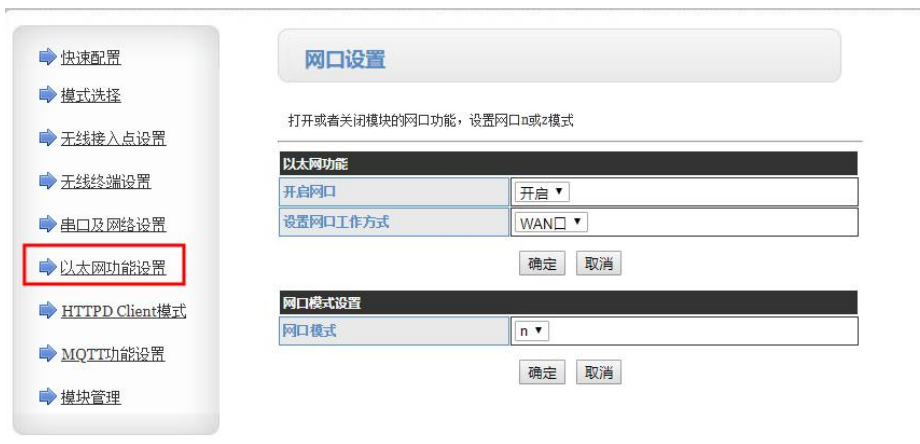 快速配置
模式选择
无线接入点设置
无线终端设置
串口及网络设置
以太网功能设置
HTTPD Client模式
MQTT功能设置
模块管理
网口设置
打开或者关闭模块的网口功能，设置网口n或z模式
以太网功能
开启网口 开启
设置网口工作方式 WAN口
确定 取消
网口模式设置
网口模式 n
确定 取消